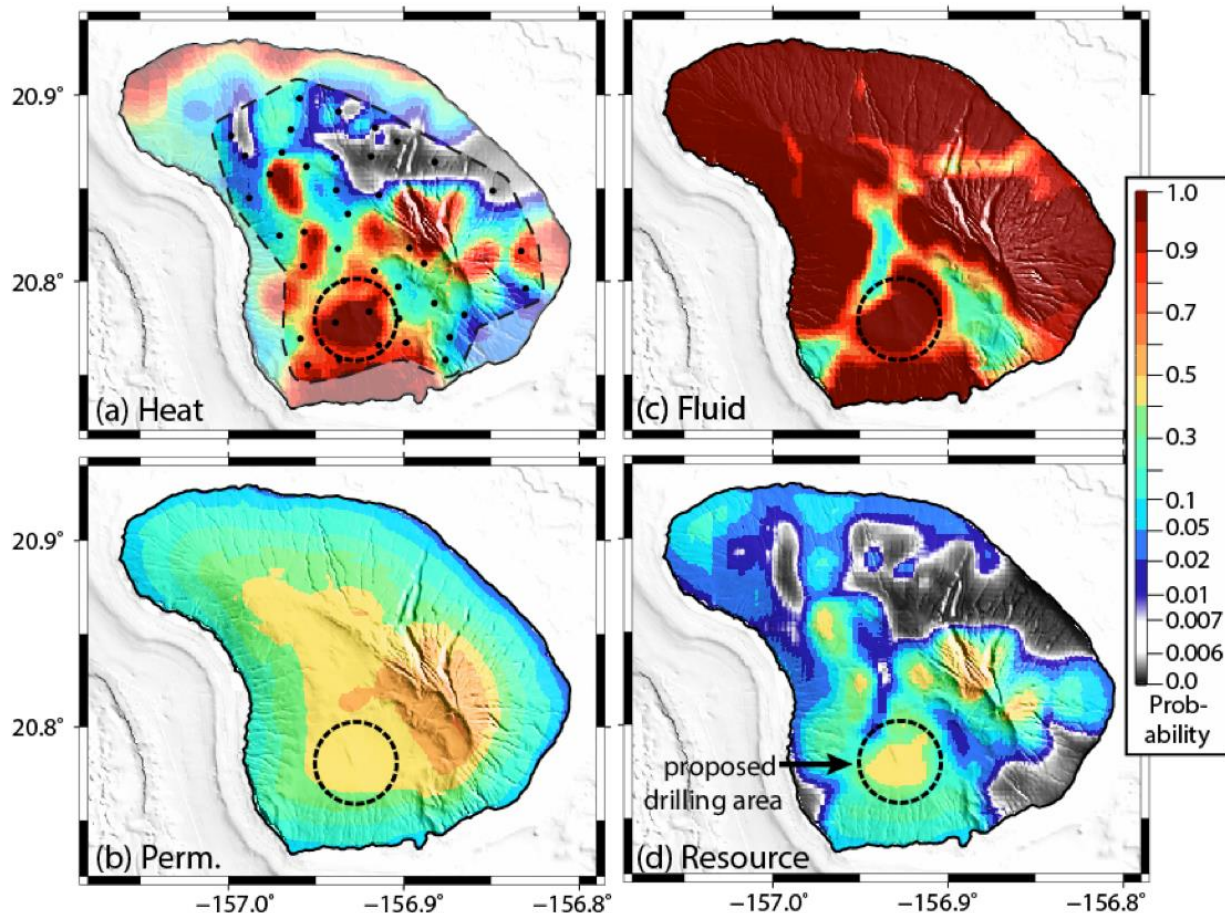 20.9°
20.8°
(a) Heat
(c) Fluid
1.0
0.9
0.7
0.5
0.3
0.1
0.05
0.02
0.01
0.007
0.006
0.0
Prob-
ability
20.9°
20.8°
(b) Perm.
proposed
drilling area
(d) Resource
−157.0°
−156.9°
−157.0°
−156.9°
−156.8°